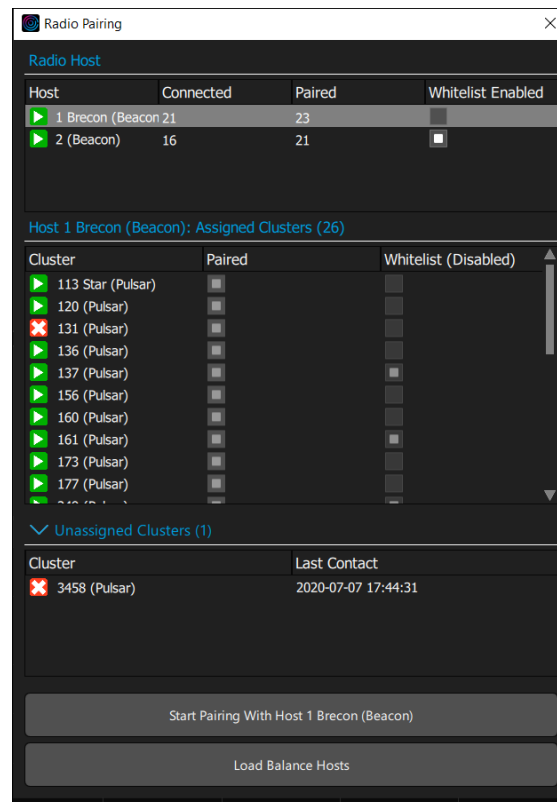 Radio Pairing
Radio Host
Host Connected Paired Whitelist Enabled
1 Brecon (Beacon 21 23
2 (Beacon) 16 21
Host 1 Brecon (Beacon): Assigned Clusters (26)
Cluster Paired Whitelist (Disabled)
113 Star (Pulsar)
120 (Pulsar)
131 (Pulsar)
136 (Pulsar)
137 (Pulsar)
156 (Pulsar)
160 (Pulsar)
161 (Pulsar)
173 (Pulsar)
177 (Pulsar)
Unassigned Clusters (1)
Cluster Last Contact
3458 (Pulsar) 2020-07-07 17:44:31
Start Pairing With Host 1 Brecon (Beacon)
Load Balance Hosts